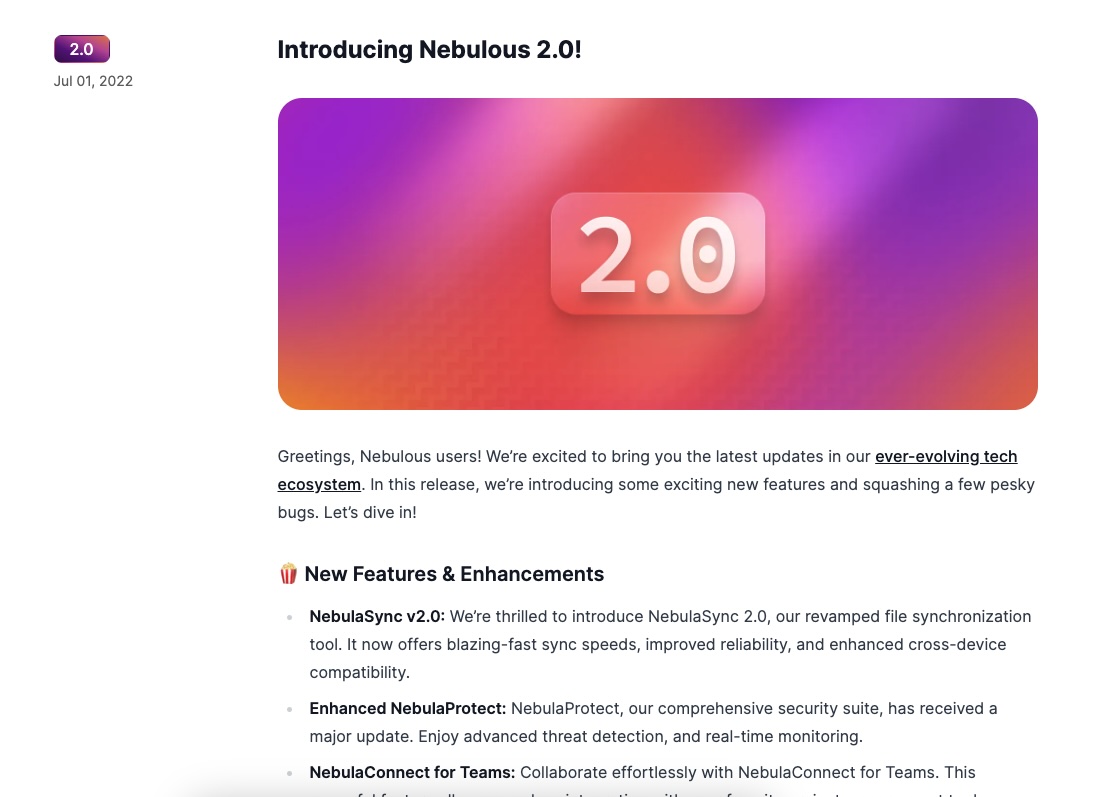 2.0
Jul 01, 2022
Introducing Nebulous 2.0!
2.0
Greetings, Nebulous users! We’re excited to bring you the latest updates in our ever-evolving tech
ecosystem. In this release, we’re introducing some exciting new features and squashing a few pesky
bugs. Let’s dive in!
🍿 New Features & Enhancements
NebulaSync v2.0: We’re thrilled to introduce NebulaSync 2.0, our revamped file synchronization
tool. It now offers blazing-fast sync speeds, improved reliability, and enhanced cross-device
compatibility.
Enhanced NebulaProtect: NebulaProtect, our comprehensive security suite, has received a
major update. Enjoy advanced threat detection, and real-time monitoring.
NebulaConnect for Teams: Collaborate effortlessly with NebulaConnect for Teams. This